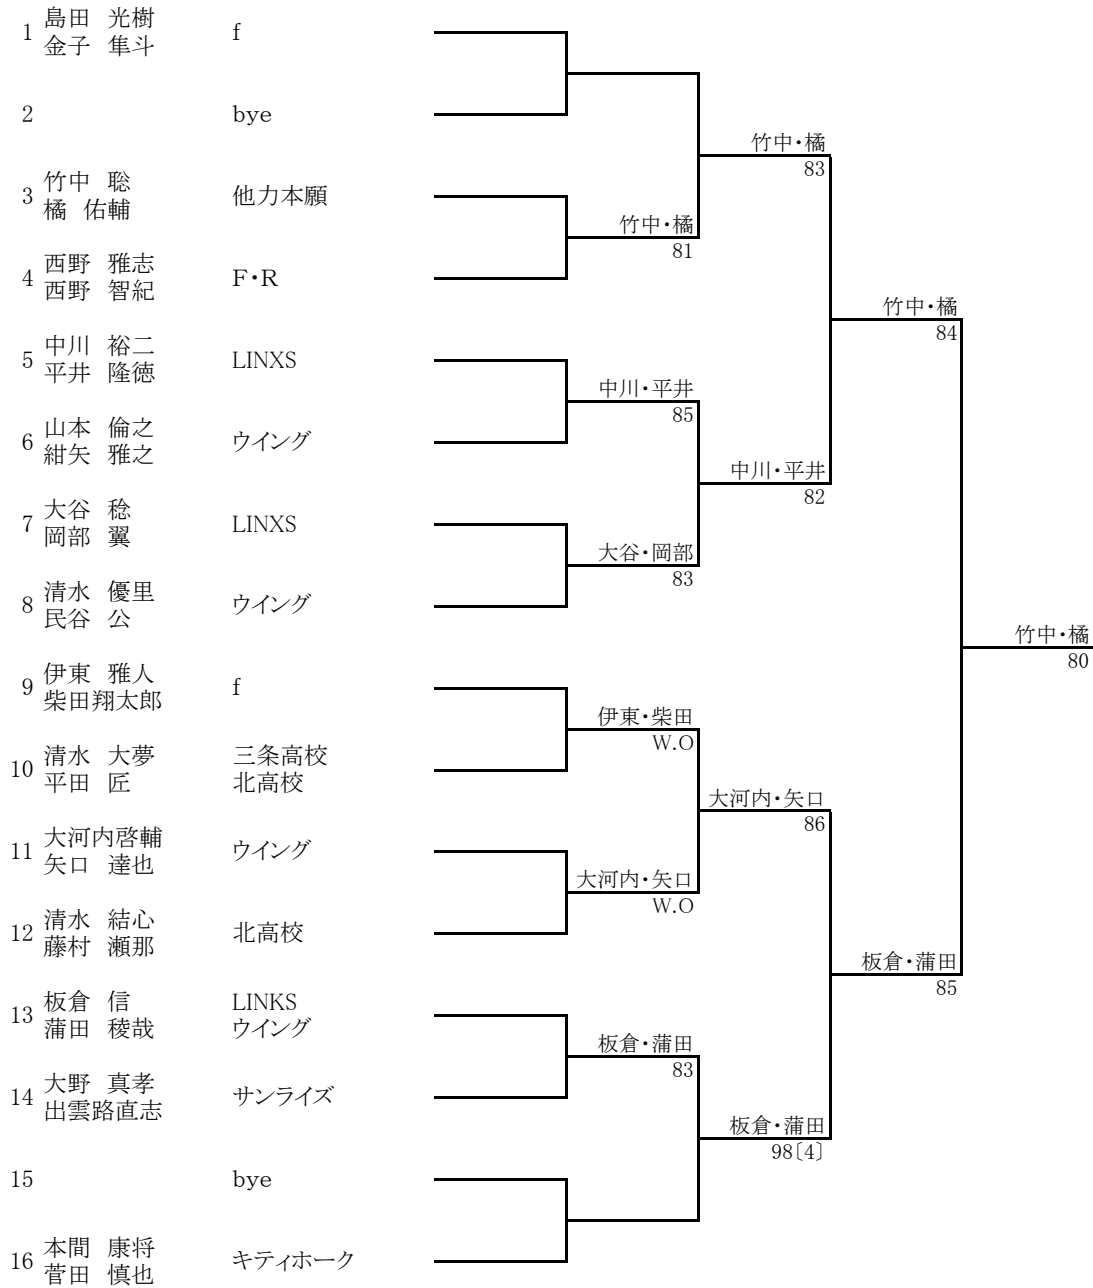 1 島田 光樹 f
金子 隼斗
2 bye
竹中・橘
83
3 竹中 聡 他力本願
橘 佑輔
竹中・橘
81
4 西野 雅志 F・R
西野 智紀
竹中・橘
84
5 中川 裕二 LINXS
平井 隆徳
中川・平井
85
6 山本 倫之 ウイング
紺矢 雅之
中川・平井
82
7 大谷 稔 LINXS
岡部 翼
大谷・岡部
83
8 清水 優里 ウイング
民谷 公
竹中・橘
80
9 伊東 雅人 f
柴田翔太郎
伊東・柴田
W.O
10 清水 大夢 三条高校
平田 匠 北高校
大河内・矢口
86
11 大河内啓輔 ウイング
矢口 達也
大河内・矢口
W.O
12 清水 結心 北高校
藤村 瀬那
板倉・蒲田
85
13 板倉 信 LINKS
蒲田 稜哉 ウイング
板倉・蒲田
83
14 大野 真孝 サンライズ
出雲路直志
板倉・蒲田
98〔4〕
15 bye
16 本間 康将 キティホーク
菅田 慎也